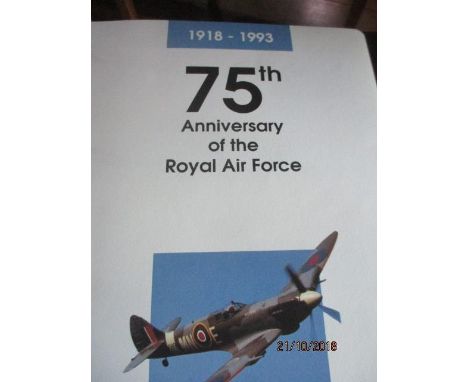 1918 - 1993
75th
Anniversary
of the
Royal Air Force
21/10/2018